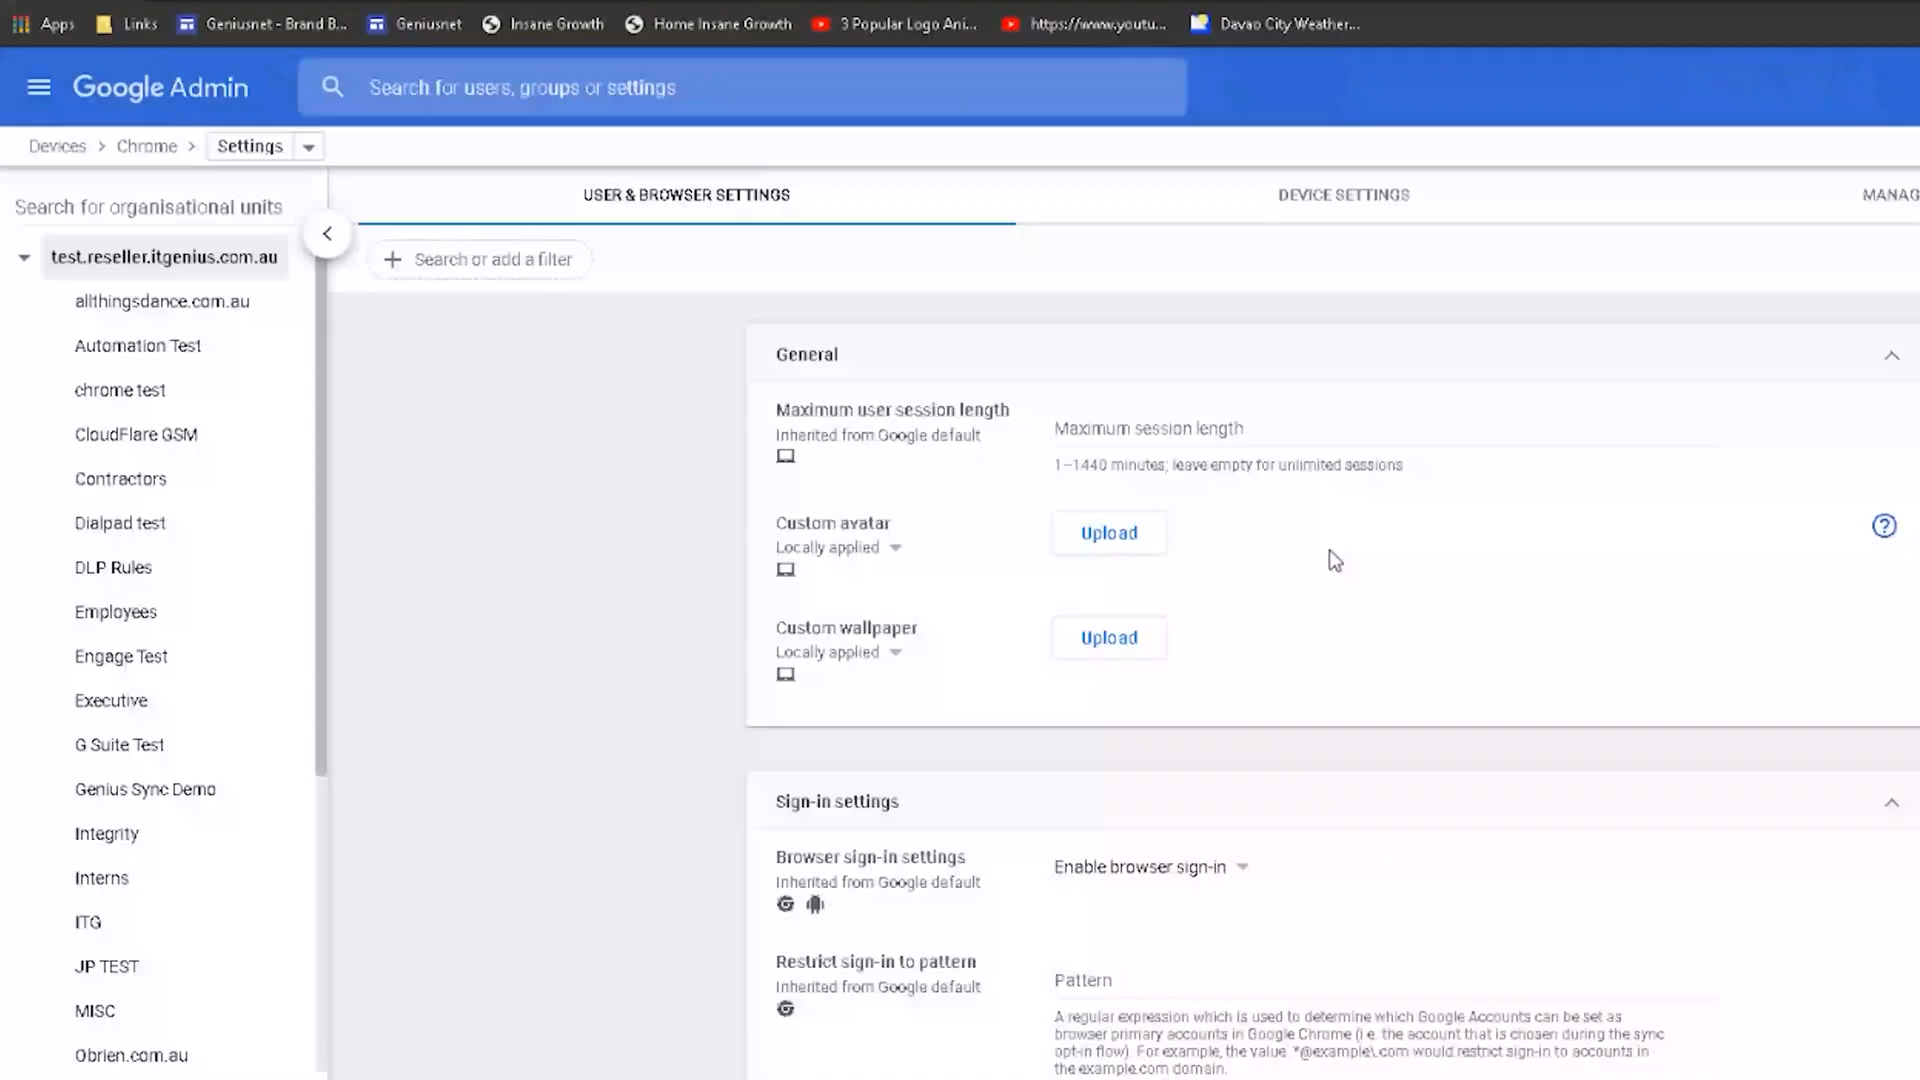 Apps
Links
Geniusnet - Brand B...
Geniusnet
Insane Growth
Home Insane Growth
3 Popular Logo Ani...
https://www.youtu...
Davao City Weather...
Google Admin
Search for users, groups or settings
Devices > Chrome > Settings
Search for organisational units
test.reseller.itgenius.com.au
allthingsdance.com.au
Automation Test
chrome test
CloudFlare GSM
Contractors
Dialpad test
DLP Rules
Employees
Engage Test
Executive
G Suite Test
Genius Sync Demo
Integrity
Interns
ITG
JP TEST
MISC
Obrien.com.au
USER & BROWSER SETTINGS
DEVICE SETTINGS
MANAG
Search or add a filter
General
Maximum user session length
Inherited from Google default
Maximum session length
1–1440 minutes; leave empty for unlimited sessions
Custom avatar
Locally applied
Upload
Custom wallpaper
Locally applied
Upload
Sign-in settings
Browser sign-in settings
Inherited from Google default
Enable browser sign-in
Restrict sign-in to pattern
Inherited from Google default
Pattern
A regular expression which is used to determine which Google Accounts can be set as
browser primary accounts in Google Chrome (i.e. the account that is chosen during the sync
opt-in flow). For example, the value .*@example\.com would restrict sign-in to accounts in
the example.com domain.